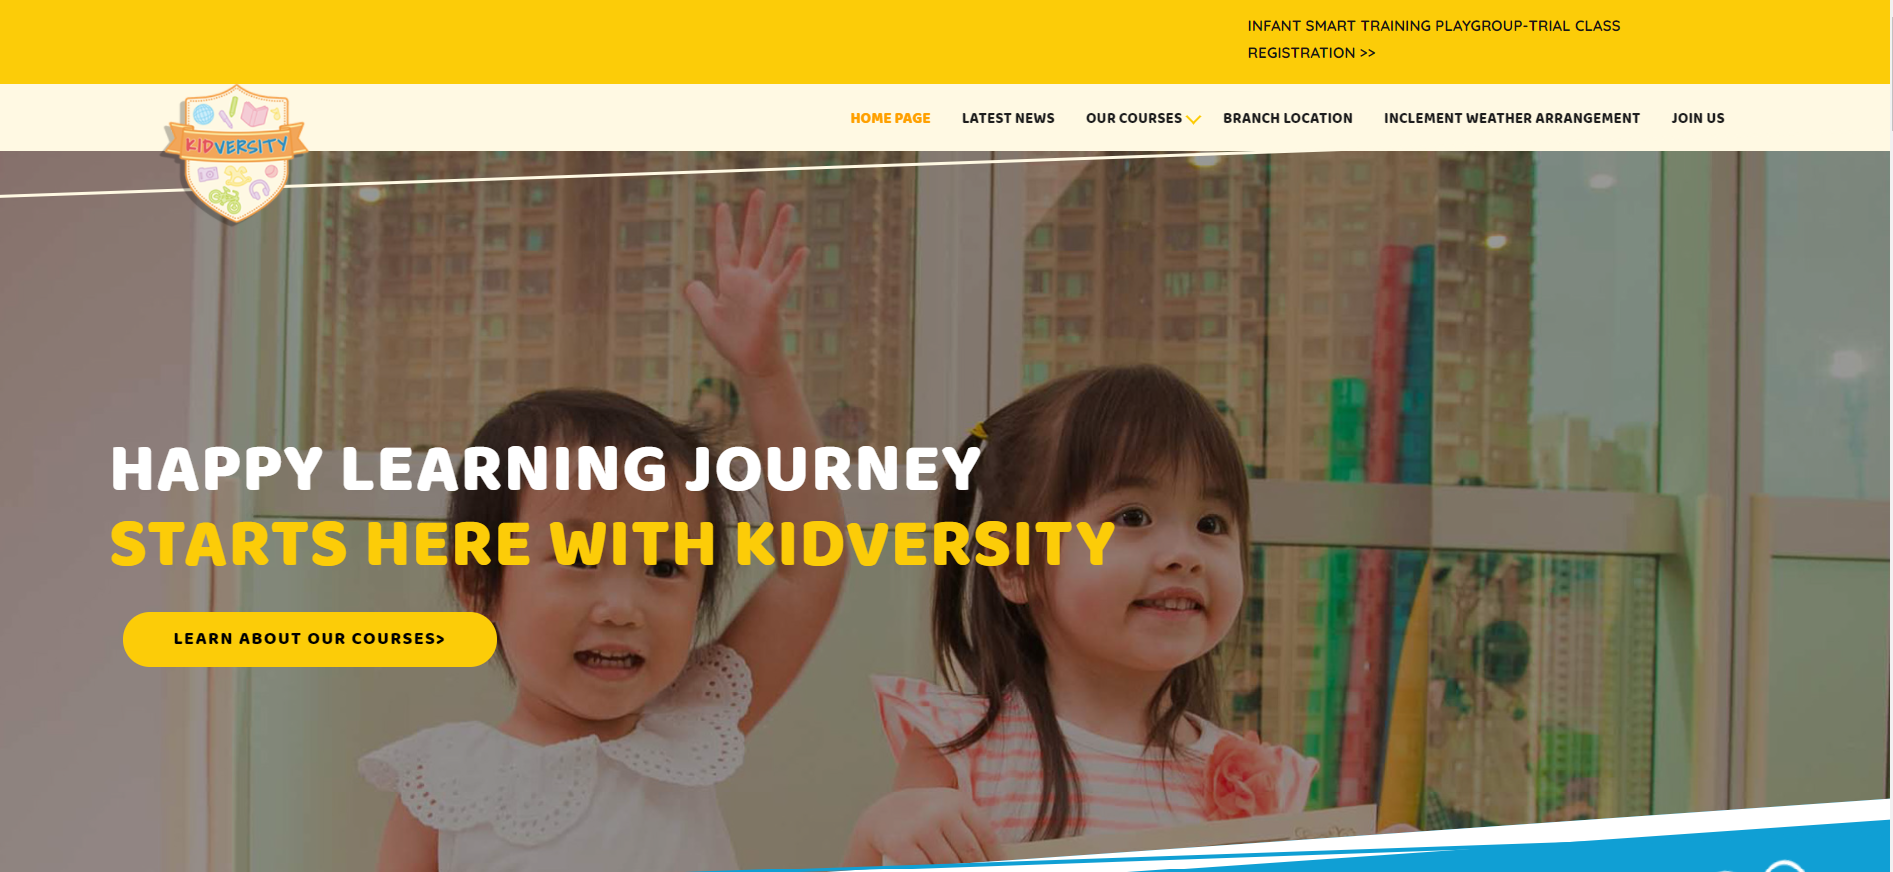 INFANT SMART TRAINING PLAYGROUP-TRIAL CLASS
REGISTRATION >>
KIDVERSITY
HOME PAGE
LATEST NEWS
OUR COURSES
BRANCH LOCATION
INCLEMENT WEATHER ARRANGEMENT
JOIN US
HAPPY LEARNING JOURNEY
STARTS HERE WITH KIDVERSITY
LEARN ABOUT OUR COURSES>